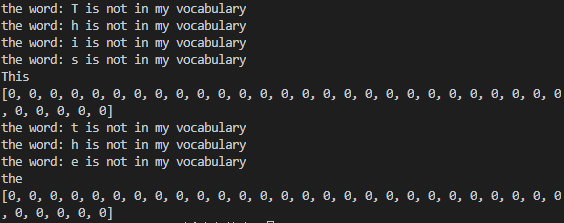 the word: T is not in my vocabulary
the word: h is not in my vocabulary
the word: i is not in my vocabulary
the word: s is not in my vocabulary
This
[0, 0, 0, 0, 0, 0, 0, 0, 0, 0, 0, 0, 0, 0, 0, 0, 0, 0, 0, 0, 0, 0, 0, 0, 0, 0, 0
, 0, 0, 0, 0, 0]
the word: t is not in my vocabulary
the word: h is not in my vocabulary
the word: e is not in my vocabulary
the
[0, 0, 0, 0, 0, 0, 0, 0, 0, 0, 0, 0, 0, 0, 0, 0, 0, 0, 0, 0, 0, 0, 0, 0, 0, 0, 0
, 0, 0, 0, 0, 0]